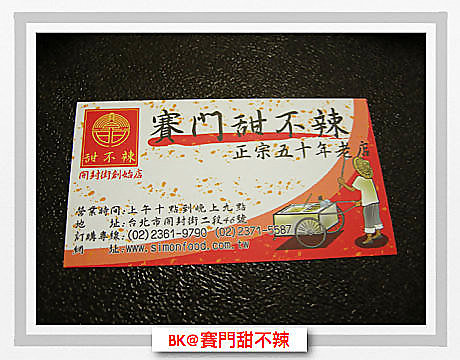 賽門甜不辣
正宗五十年老店
甜不辣
開封街創始店
營業時間:上午十點到晚上九點
地 址:台北市開封街二段46號
訂購專線:(02)2361-9790 (02)2371-5587
網 址:www.simonfood.com.tw
BK@賽門甜不辣